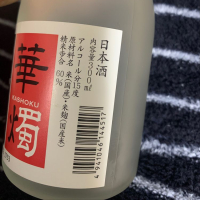 日本酒
内容量300㎖
アルコール分15度
原材料名 米(国産)・米麹(国産米)
精米歩合 60%
4941046144517
華
燭
SHOKU